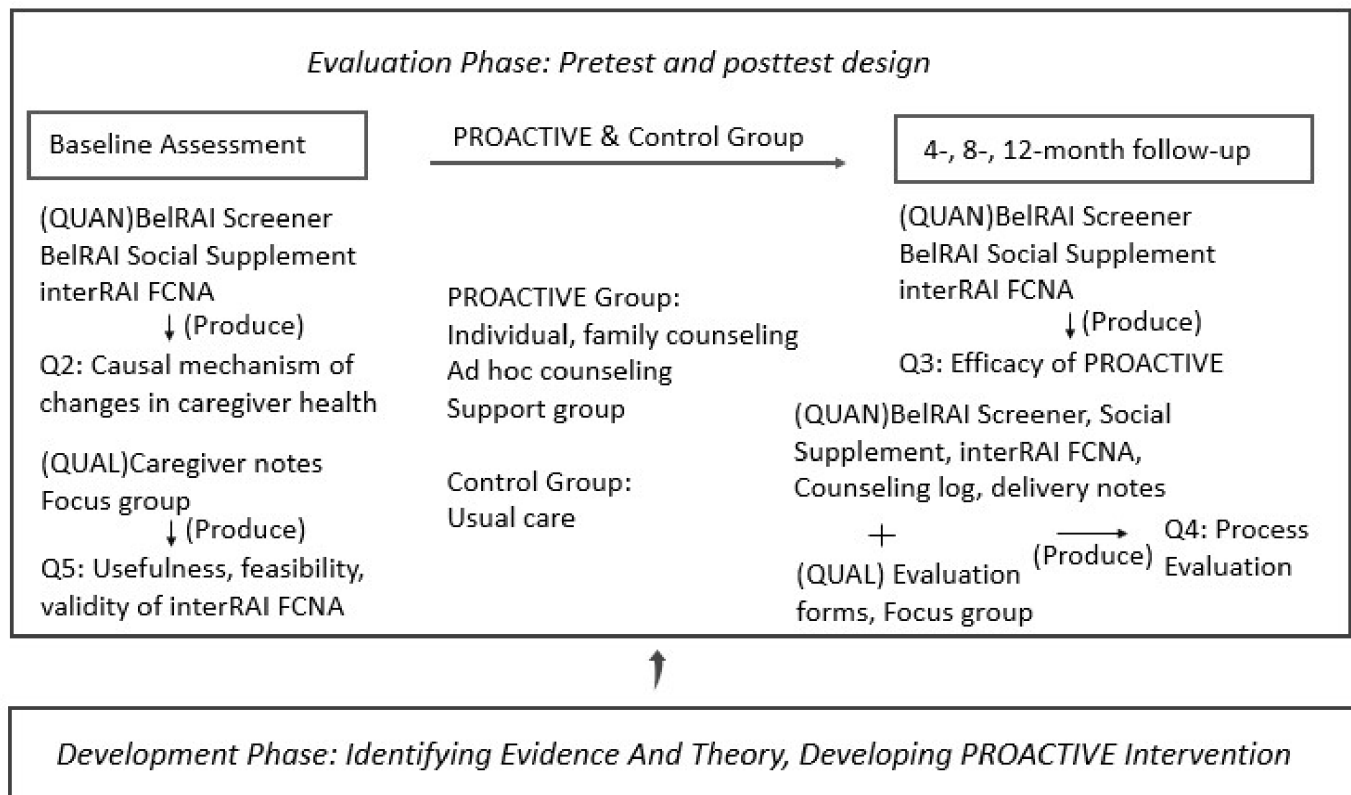 Evaluation Phase: Pretest and posttest design
Baseline Assessment
(QUAN)BelRAI Screener
BelRAI Social Supplement
interRAI FCNA
↓ (Produce)
Q2: Causal mechanism of
changes in caregiver health
(QUAL)Caregiver notes
Focus group
↓ (Produce)
Q5: Usefulness, feasibility,
validity of interRAI FCNA
PROACTIVE & Control Group
PROACTIVE Group:
Individual, family counseling
Ad hoc counseling
Support group
Control Group:
Usual care
4-, 8-, 12-month follow-up
(QUAN)BelRAI Screener
BelRAI Social Supplement
interRAI FCNA
↓ (Produce)
Q3: Efficacy of PROACTIVE
(QUAN)BelRAI Screener, Social
Supplement, interRAI FCNA,
Counseling log, delivery notes
+
(QUAL) Evaluation
forms, Focus group
(Produce)
Q4: Process
Evaluation
Development Phase: Identifying Evidence And Theory, Developing PROACTIVE Intervention